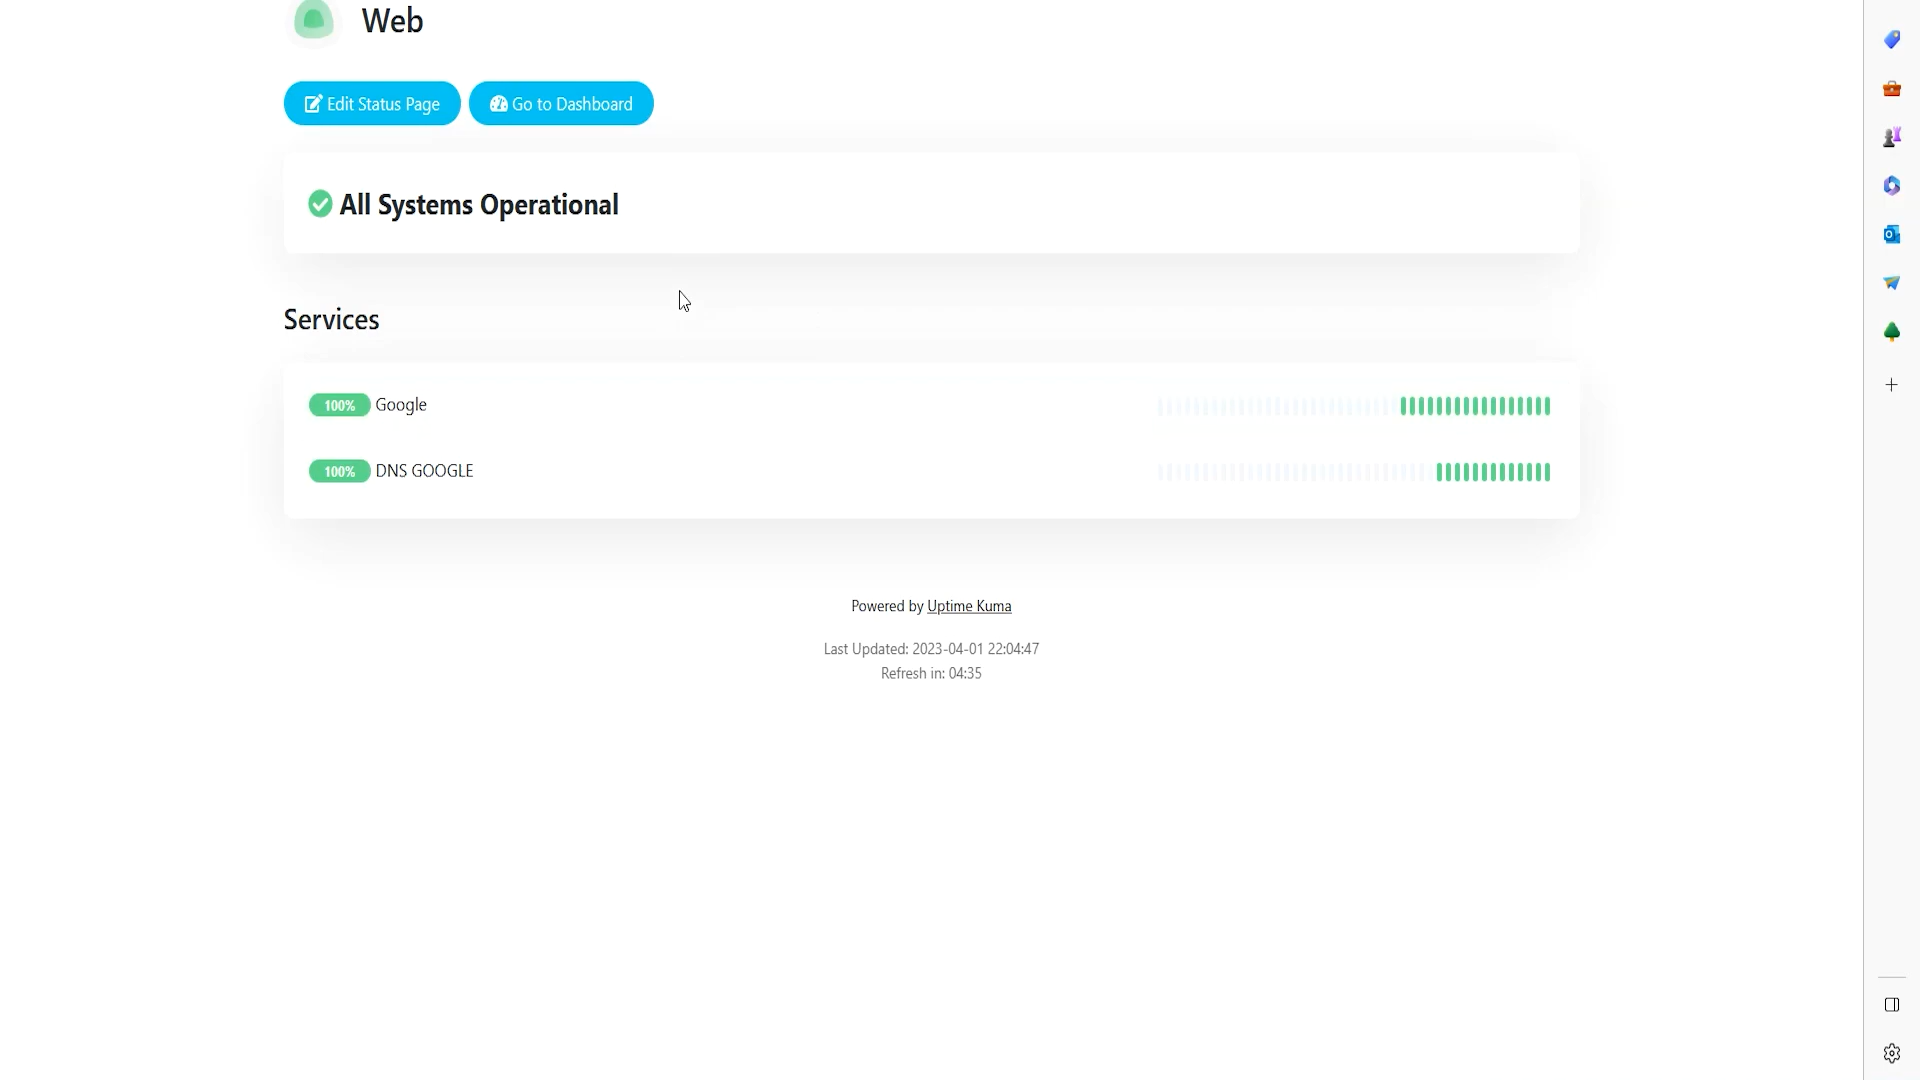 Web
Edit Status Page
Go to Dashboard
All Systems Operational
Services
100% Google
100% DNS GOOGLE
Powered by Uptime Kuma
Last Updated: 2023-04-01 22:04:47
Refresh in: 04:35